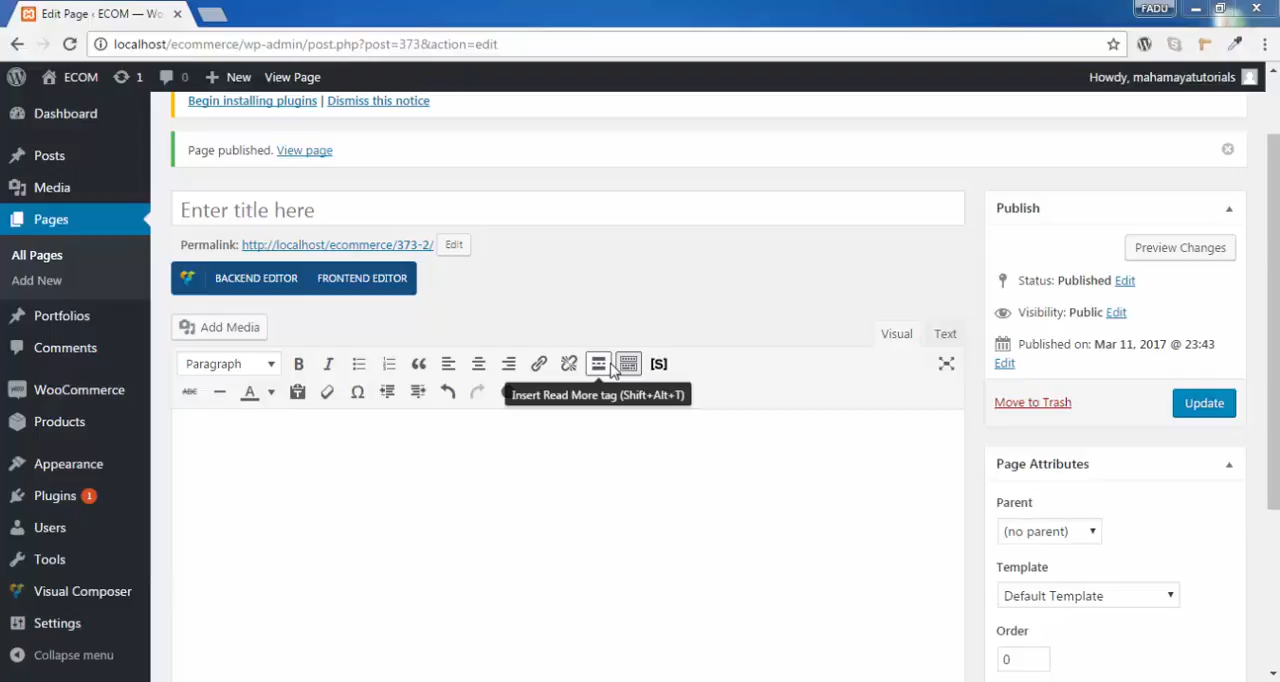 Edit Page ‹ ECOM — Wo
FADU
localhost/ecommerce/wp-admin/post.php?post=373&action=edit
ECOM 1 0 New View Page Howdy, mahamayatutorials
Begin installing plugins | Dismiss this notice
Page published. View page
Enter title here
Permalink: http://localhost/ecommerce/373-2/ Edit
BACKEND EDITOR FRONTEND EDITOR
Add Media
Visual Text
Paragraph B I [S]
ABC A Ω
Insert Read More tag (Shift+Alt+T)
Dashboard
Posts
Media
Pages
All Pages
Add New
Portfolios
Comments
WooCommerce
Products
Appearance
Plugins 1
Users
Tools
Visual Composer
Settings
Collapse menu
Publish
Preview Changes
Status: Published Edit
Visibility: Public Edit
Published on: Mar 11, 2017 @ 23:43
Edit
Move to Trash Update
Page Attributes
Parent
(no parent)
Template
Default Template
Order
0